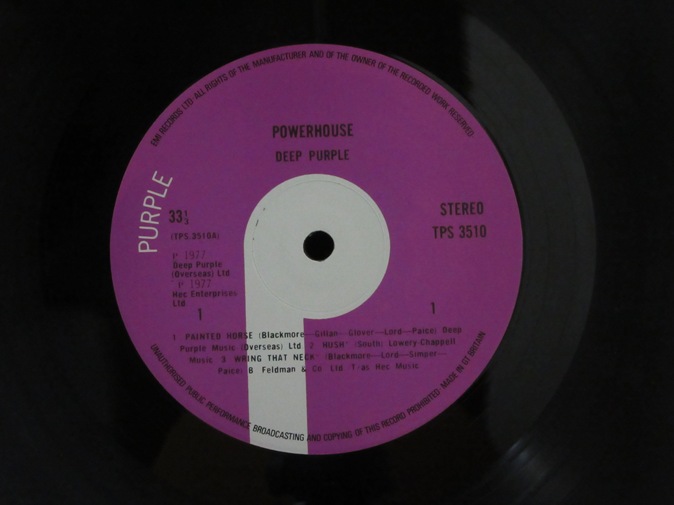 EMI RECORDS LTD ALL RIGHTS OF THE MANUFACTURER AND OF THE OWNER OF THE RECORDED WORK RESERVED·
POWERHOUSE
DEEP PURPLE
PURPLE
33⅓
(TPS.3510A)
STEREO
TPS 3510
P 1977
Deep Purple
(Overseas) Ltd
P 1977
Hec Enterprises
Ltd
1
1
1 PAINTED HORSE (Blackmore—Gillan—Glover—Lord—Paice) Deep
Purple Music (Overseas) Ltd 2 HUSH* (South) Lowery-Chappell
Music 3 WRING THAT NECK* (Blackmore—Lord—Simper—
Paice) B Feldman & Co Ltd T-as Hec Music
UNAUTHORISED PUBLIC PERFORMANCE BROADCASTING AND COPYING OF THIS RECORD PROHIBITED· MADE IN GT BRITAIN